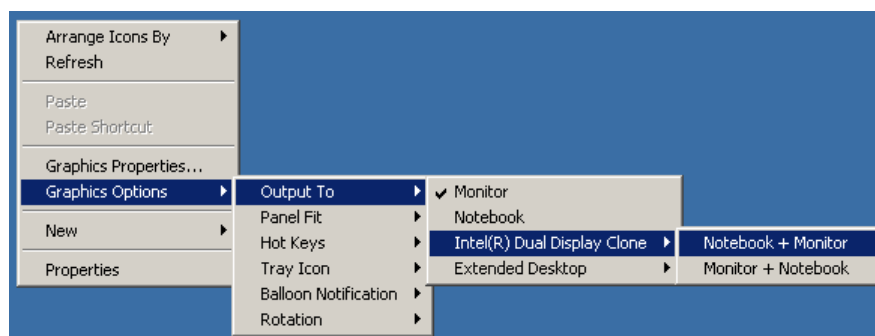 Arrange Icons By
Refresh
Paste
Paste Shortcut
Graphics Properties...
Graphics Options
New
Properties
Output To
Panel Fit
Hot Keys
Tray Icon
Balloon Notification
Rotation
Monitor
Notebook
Intel(R) Dual Display Clone
Extended Desktop
Notebook + Monitor
Monitor + Notebook